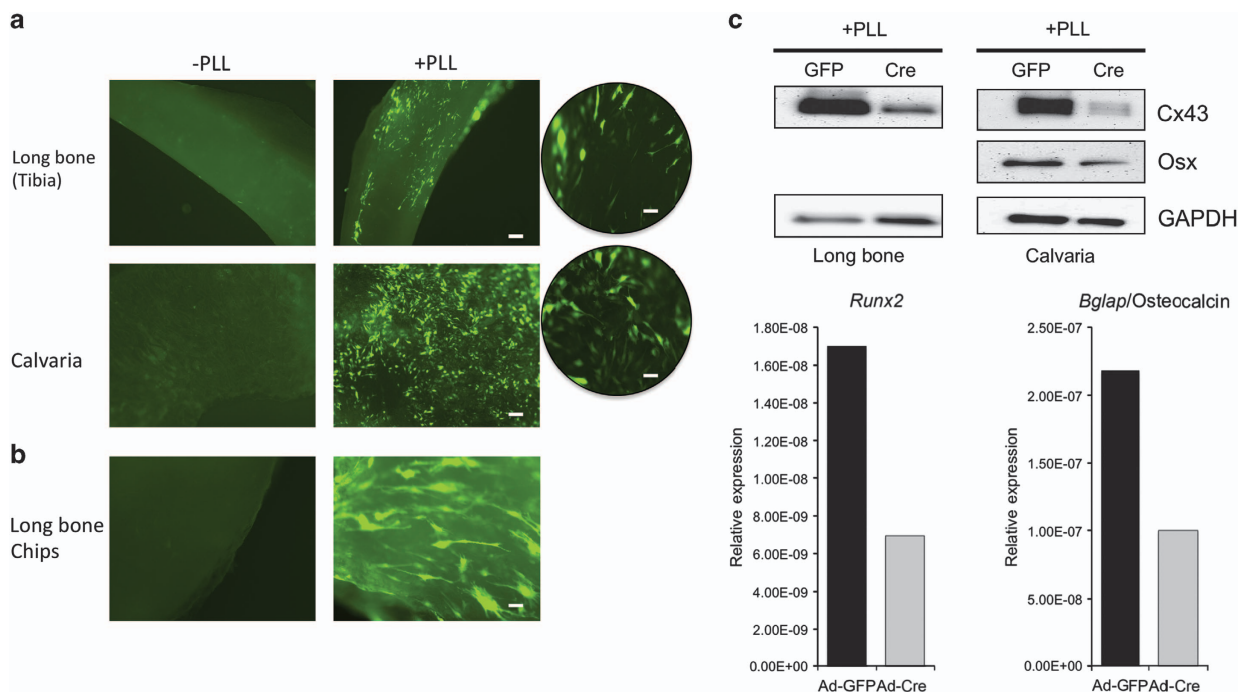 a
-PLL
+PLL
Long bone
(Tibia)
Calvaria
b
Long bone
Chips
c
+PLL
+PLL
GFP
Cre
GFP
Cre
Cx43
Osx
GAPDH
Long bone
Calvaria
Runx2
1.80E-08
1.60E-08
1.40E-08
1.20E-08
1.00E-08
8.00E-09
6.00E-09
4.00E-09
2.00E-09
0.00E+00
Relative expression
Ad-GFP
Ad-Cre
Bglap/Osteocalcin
2.50E-07
2.00E-07
1.50E-07
1.00E-07
5.00E-08
0.00E+00
Relative expression
Ad-GFP
Ad-Cre